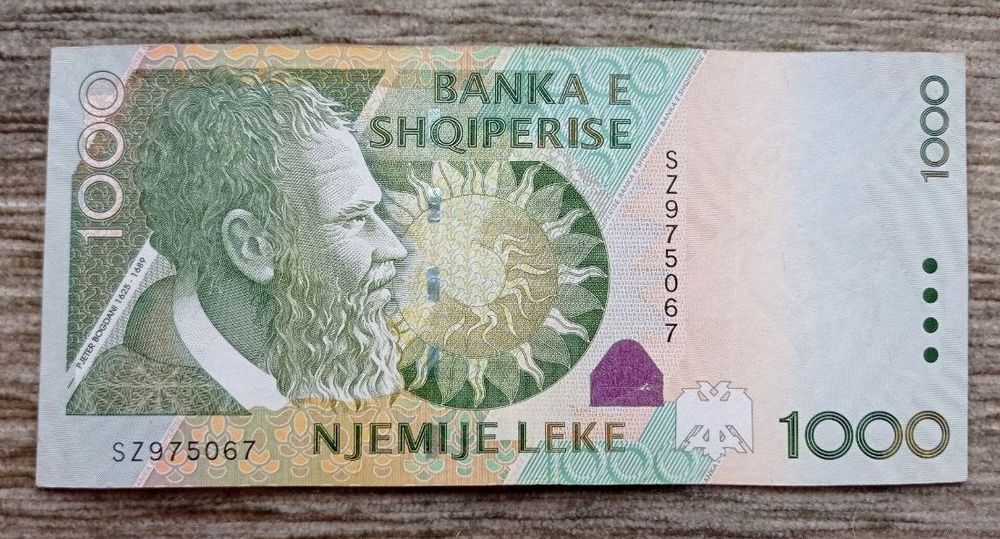 1000
BANKA E
SHQIPERISE
1000
SZ975067
PJETER BOGDANI 1625 - 1689
SZ975067
NJEMIJE LEKE
1000